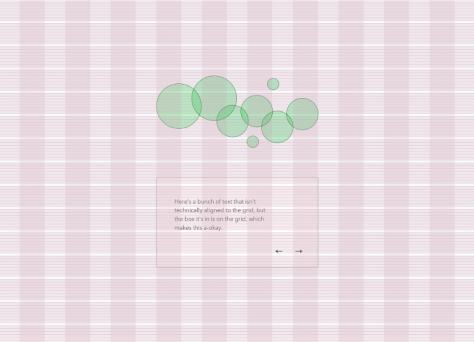 Here's a bunch of text that isn't
technically aligned to the grid, but
the box it's in is on the grid, which
makes this a-okay.
← →